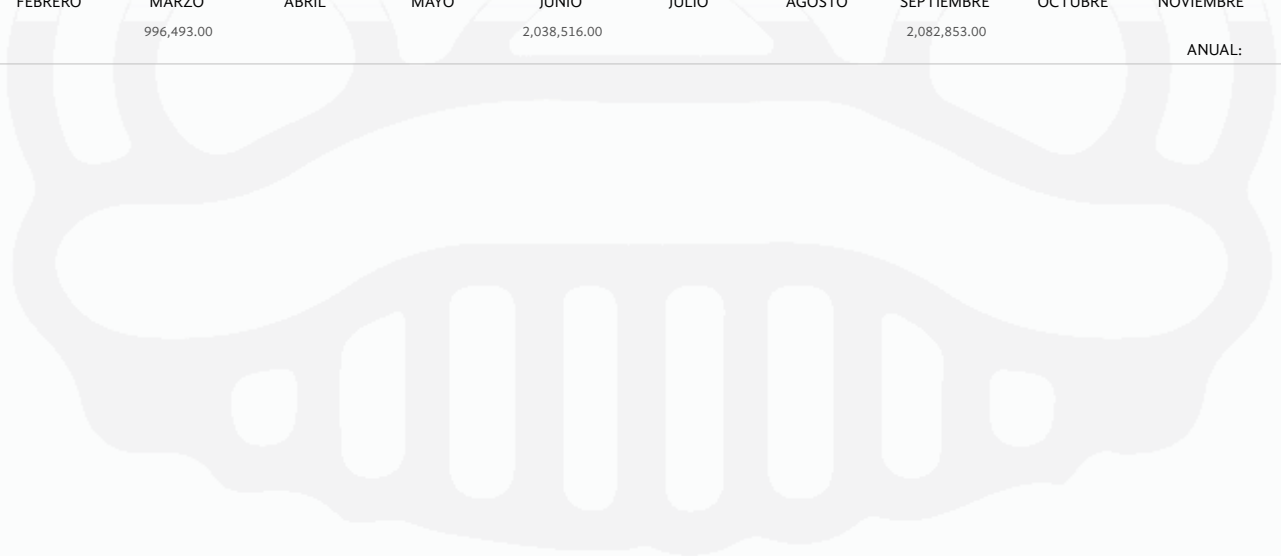 FEBRERO MARZO ABRIL MAYO JUNIO JULIO AGOSTO SEPTIEMBRE OCTUBRE NOVIEMBRE
996,493.00 2,038,516.00 2,082,853.00
ANUAL: